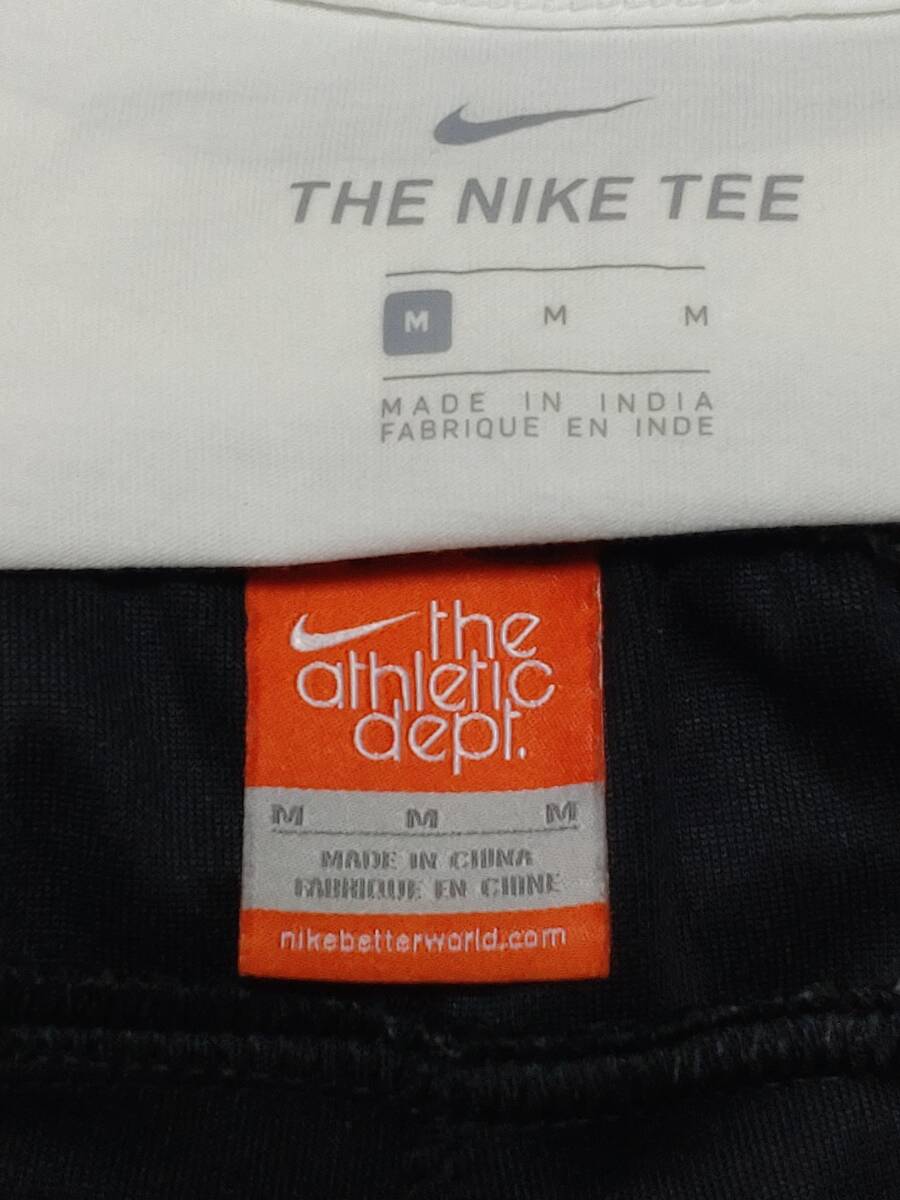 THE NIKE TEE
M M M
MADE IN INDIA
FABRIQUE EN INDE
the
athletic
dept.
M M M
MADE IN CHINA
FABRIQUE EN CHINE
nikebetterworld.com